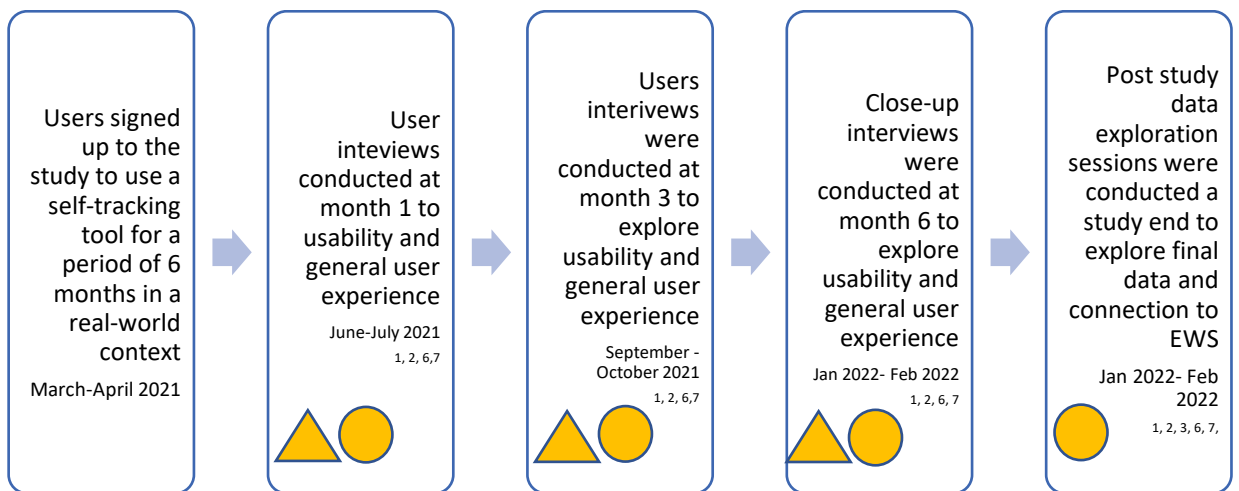 Users signed
up to the
study to use a
self-tracking
tool for a
period of 6
months in a
real-world
context
March-April 2021
User
inteviews
conducted at
month 1 to
usability and
general user
experience
June-July 2021
1, 2, 6,7
Users
interivews
were
conducted at
month 3 to
explore
usability and
general user
experience
September -
October 2021
1, 2, 6,7
Close-up
interviews
were
conducted at
month 6 to
explore
usability and
general user
experience
Jan 2022- Feb 2022
1, 2, 6, 7
Post study
data
exploration
sessions were
conducted a
study end to
explore final
data and
connection to
EWS
Jan 2022- Feb
2022
1, 2, 3, 6, 7,